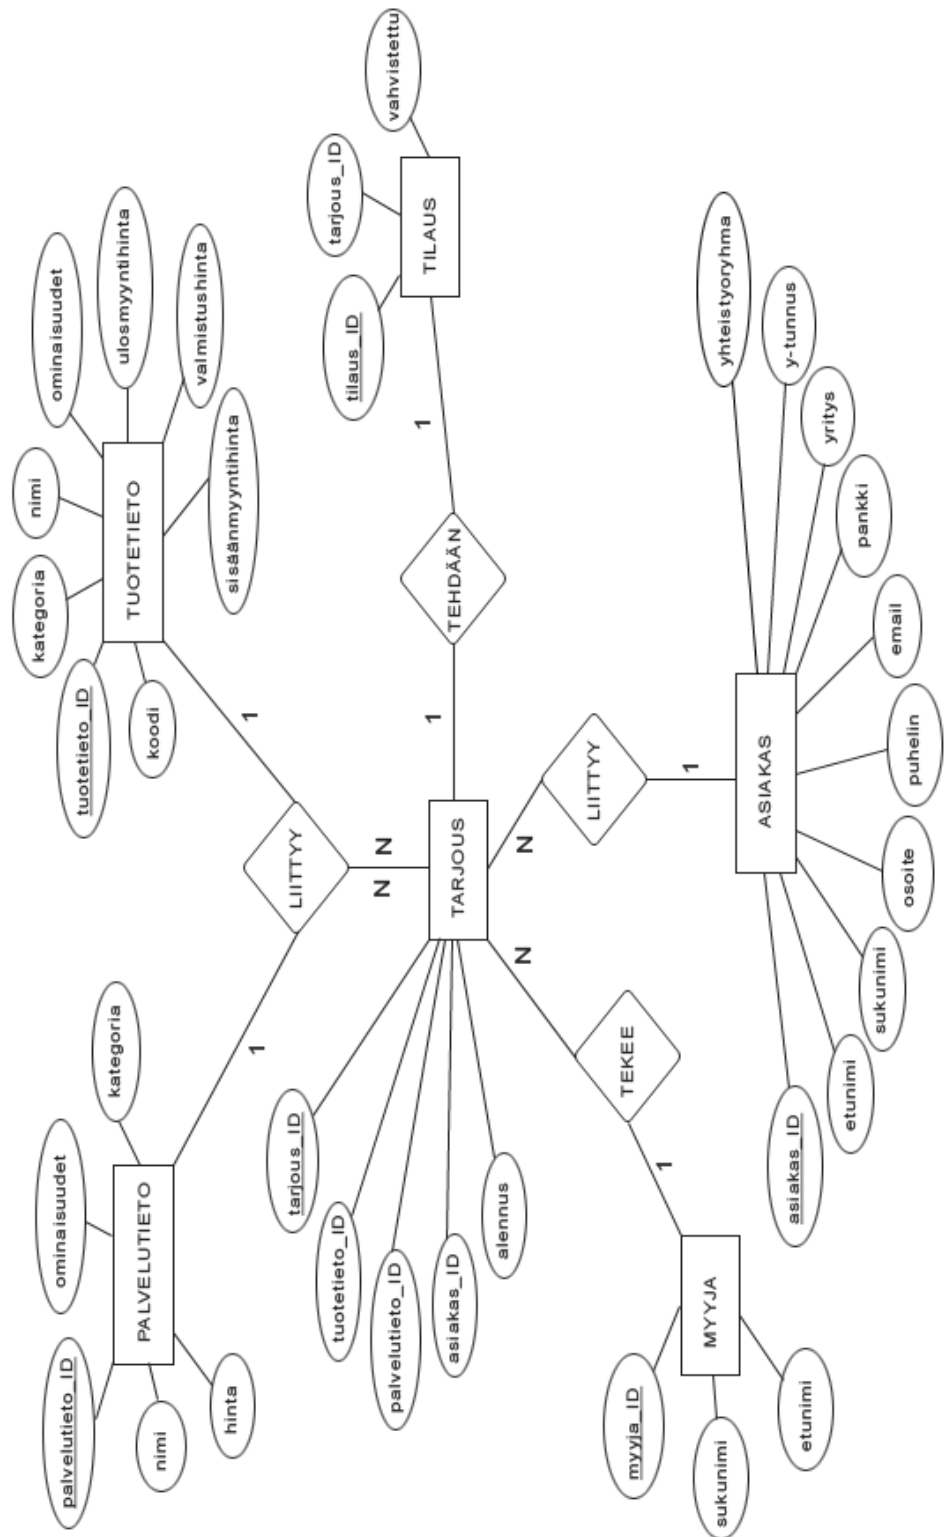 palvelutieto_ID
ominaisuudet
kategoria
nimi
hinta
PALVELUTIETO
1
LIITTYY
1
tuotetieto_ID
kategoria
nimi
ominaisuudet
ulosmyyntihinta
valmistushinta
sisäänmyyntihinta
koodi
TUOTETIETO
N
N
tarjous_ID
tuotetieto_ID
palvelutieto_ID
asiakas_ID
alennus
TARJOUS
1
TEHDÄÄN
1
tilaus_ID
tarjous_ID
vahvistettu
TILAUS
N
TEKEE
1
myyja_ID
sukunimi
etunimi
MYYJA
N
LIITTYY
1
ASIAKAS
asiakas_ID
etunimi
sukunimi
osoite
puhelin
email
pankki
yritys
y-tunnus
yhteistyoryhma